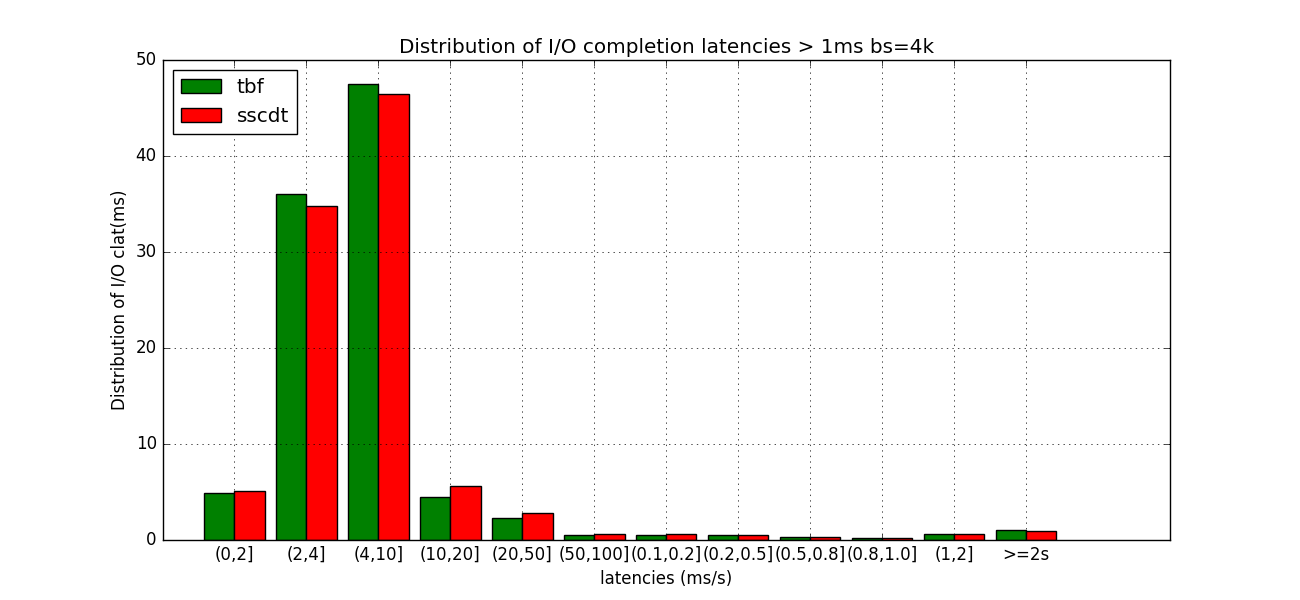 Distribution of I/O completion latencies > 1ms bs=4k
tbf
sscdt
50
40
30
20
10
0
Distribution of I/O clat(ms)
(0,2] (2,4] (4,10] (10,20] (20,50] (50,100] (0.1,0.2] (0.2,0.5] (0.5,0.8] (0.8,1.0] (1,2] >=2s
latencies (ms/s)